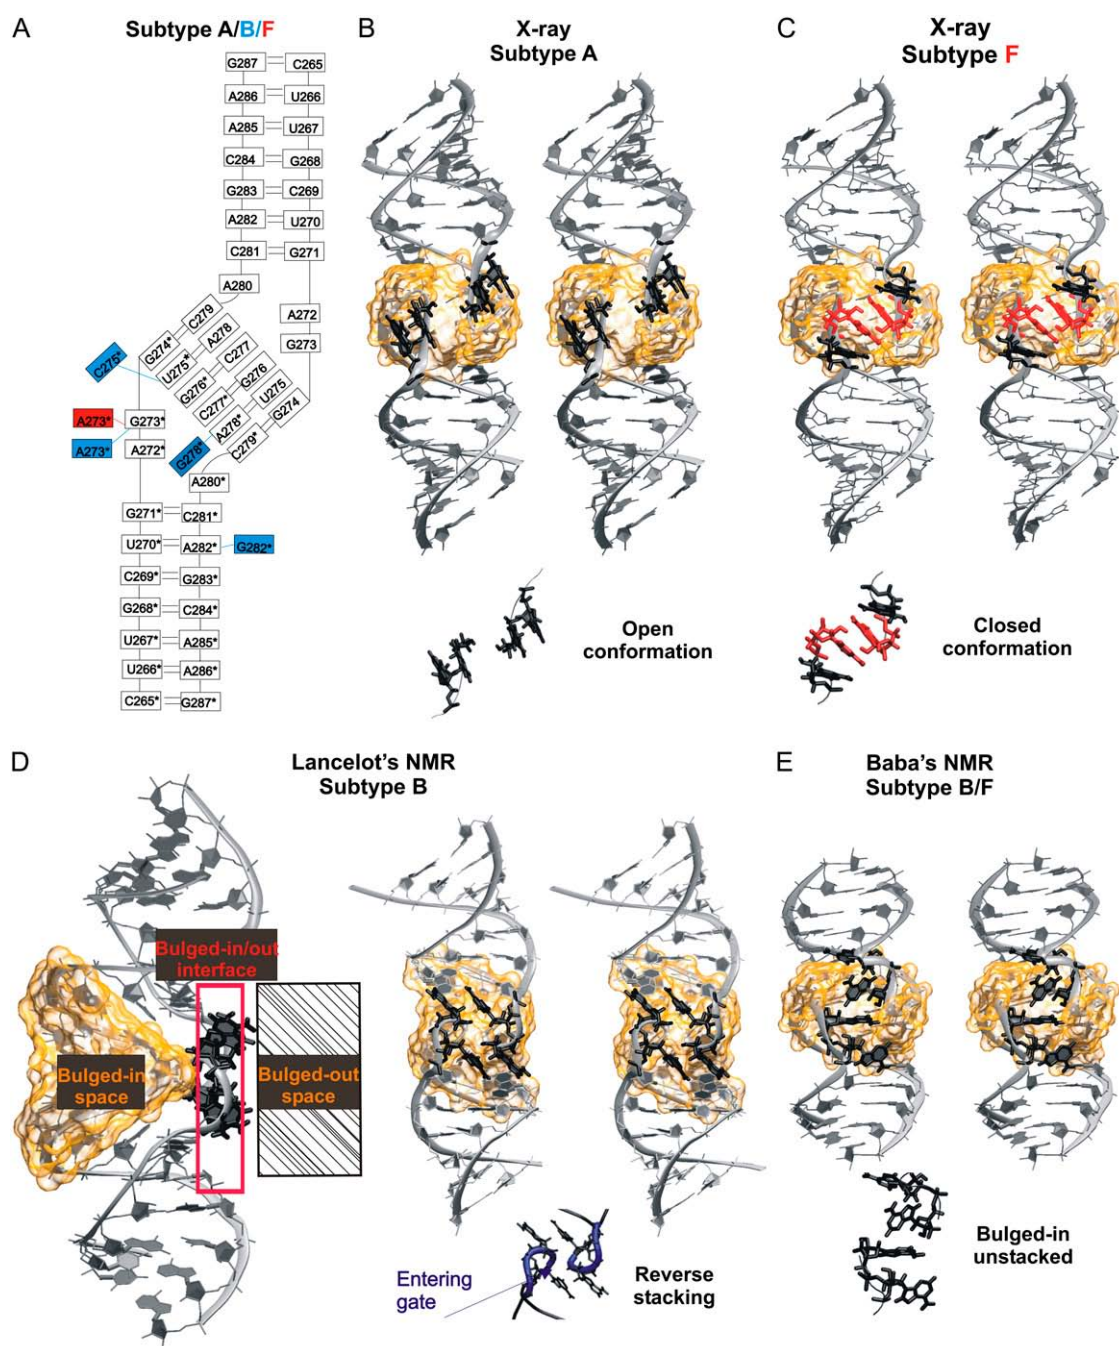 A
Subtype A/B/F
G287 C265
A286 U266
A285 U267
C284 G268
G283 C269
A282 U270
C281 G271
A280
C279 A272
G274* A278 G273
C275* U275* C277
G276* G276
C277* U275
A273* G273* A278* G274
A273* A272* G278* C279*
A280*
G271* C281*
U270* A282* G282*
C269* G283*
G268* C284*
U267* A285*
U266* A286*
C265* G287*
B
X-ray
Subtype A
Open
conformation
C
X-ray
Subtype F
Closed
conformation
D
Lancelot's NMR
Subtype B
Bulged-in/out
interface
Bulged-in
space
Bulged-out
space
Entering
gate
Reverse
stacking
E
Baba's NMR
Subtype B/F
Bulged-in
unstacked